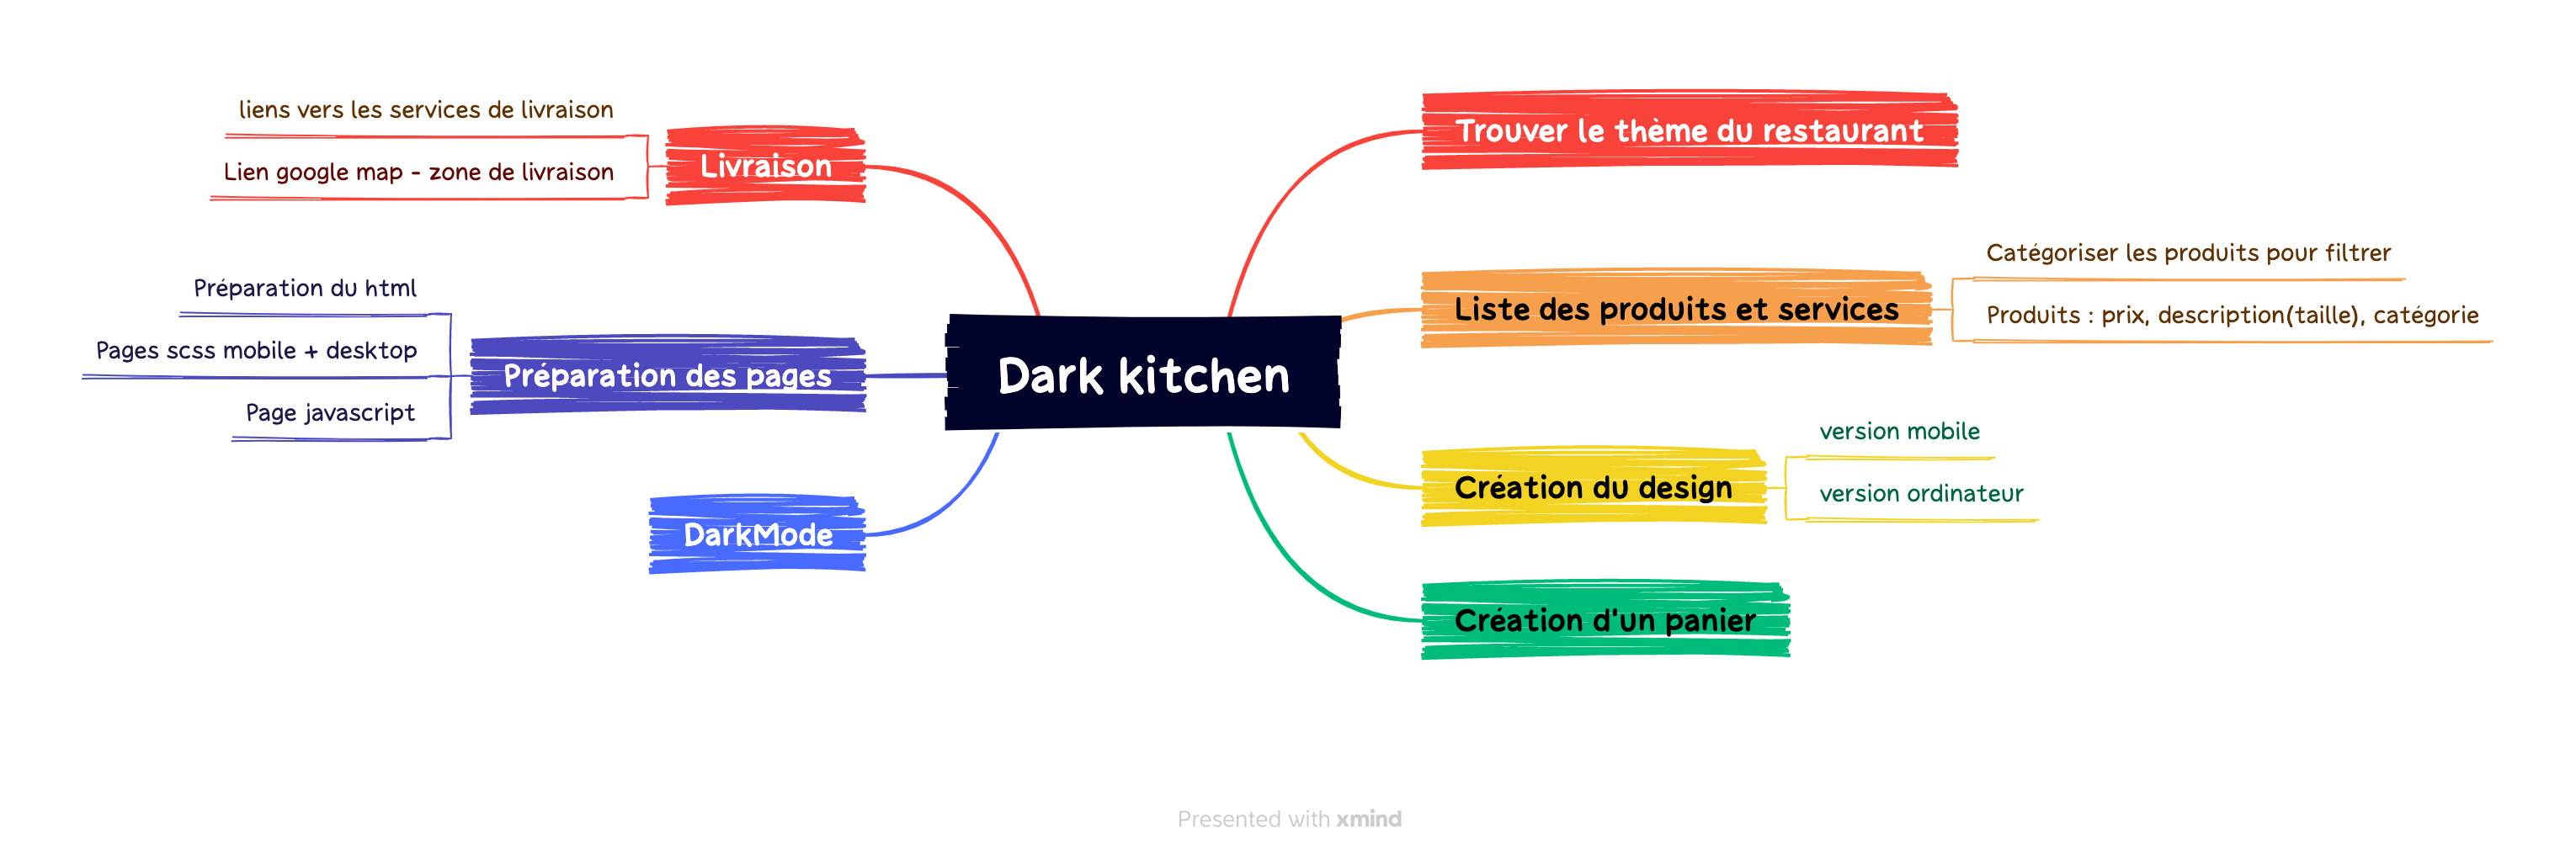 Dark kitchen
Trouver le thème du restaurant
Liste des produits et services
Catégoriser les produits pour filtrer
Produits : prix, description(taille), catégorie
Création du design
version mobile
version ordinateur
Création d'un panier
Livraison
liens vers les services de livraison
Lien google map - zone de livraison
Préparation des pages
Préparation du html
Pages scss mobile + desktop
Page javascript
DarkMode
Presented with xmind